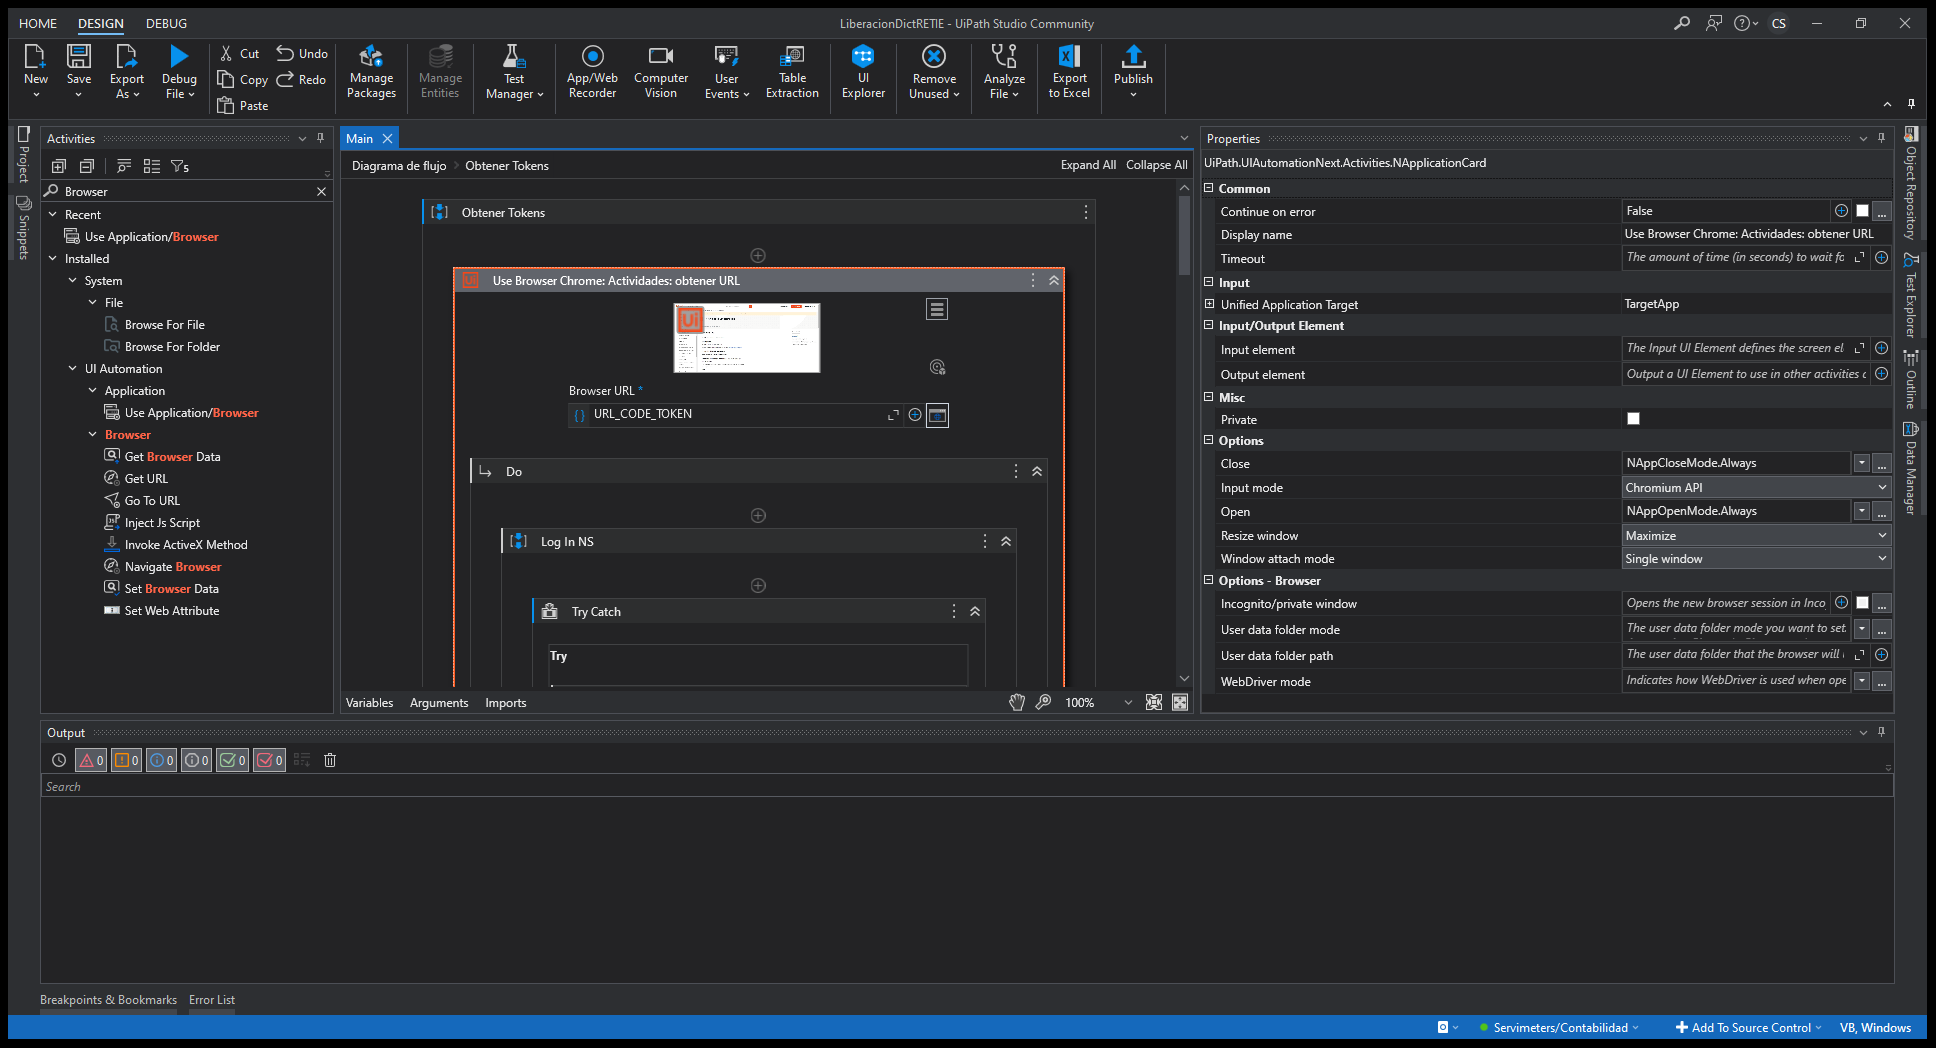 HOME DESIGN DEBUG
LiberacionDictRETIE - UiPath Studio Community
CS
New
Save
Export As
Debug File
Cut
Copy
Paste
Undo
Redo
Manage Packages
Manage Entities
Test Manager
App/Web Recorder
Computer Vision
User Events
Table Extraction
UI Explorer
Remove Unused
Analyze File
Export to Excel
Publish
Project
Snippets
Activities
5
Browser
Recent
Use Application/Browser
Installed
System
File
Browse For File
Browse For Folder
UI Automation
Application
Use Application/Browser
Browser
Get Browser Data
Get URL
Go To URL
Inject Js Script
Invoke ActiveX Method
Navigate Browser
Set Browser Data
Set Web Attribute
Main
Diagrama de flujo > Obtener Tokens
Expand All Collapse All
Obtener Tokens
Use Browser Chrome: Actividades: obtener URL
Ui
Browser URL *
{} URL_CODE_TOKEN
Do
Log In NS
Try Catch
Try
Variables Arguments Imports
100%
Properties
UiPath.UIAutomationNext.Activities.NApplicationCard
Common
Continue on error False
Display name Use Browser Chrome: Actividades: obtener URL
Timeout The amount of time (in seconds) to wait fo
Input
Unified Application Target TargetApp
Input/Output Element
Input element The Input UI Element defines the screen el
Output element Output a UI Element to use in other activities
Misc
Private
Options
Close NAppCloseMode.Always
Input mode Chromium API
Open NAppOpenMode.Always
Resize window Maximize
Window attach mode Single window
Options - Browser
Incognito/private window Opens the new browser session in Inco
User data folder mode The user data folder mode you want to set.
User data folder path The user data folder that the browser will
WebDriver mode Indicates how WebDriver is used when ope
Object Repository
Test Explorer
Outline
Data Manager
Output
0 0 0 0 0 0
Search
Breakpoints & Bookmarks Error List
Servimeters/Contabilidad
Add To Source Control
VB, Windows